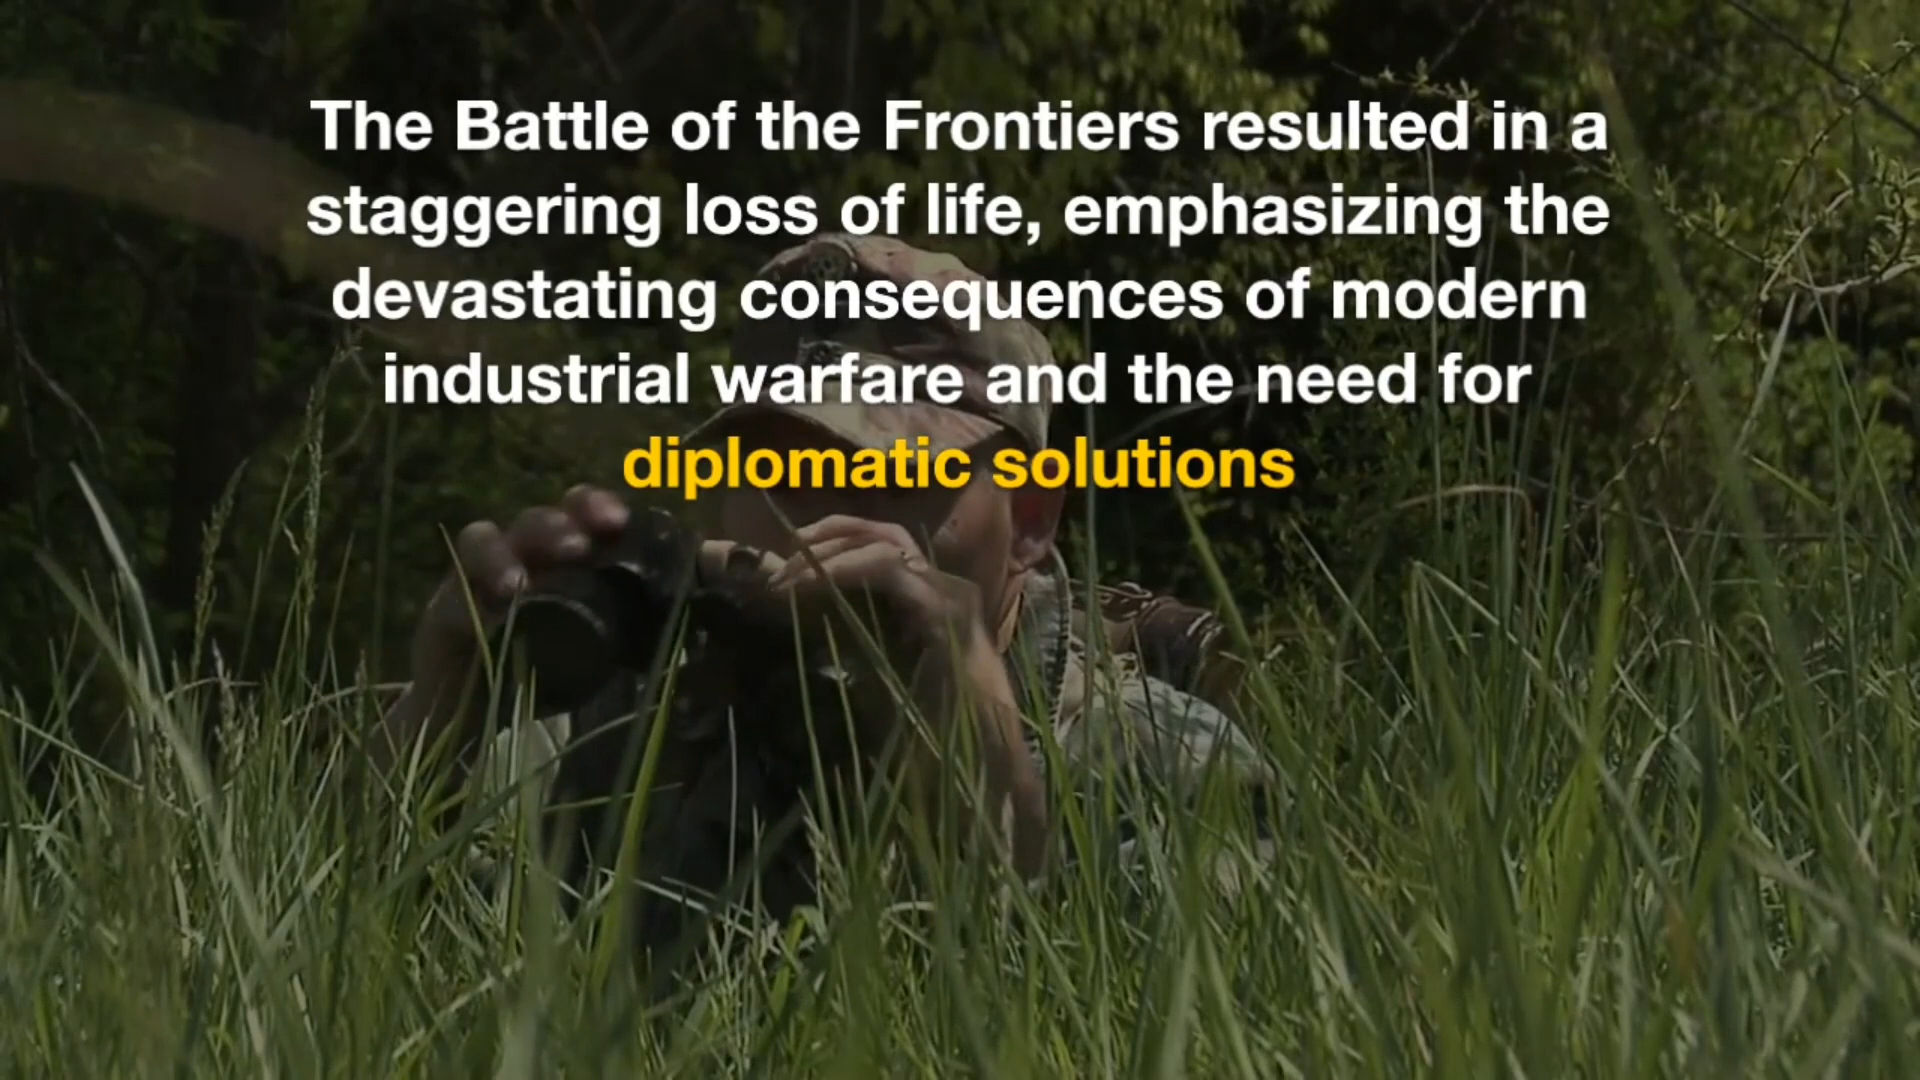 The Battle of the Frontiers resulted in a
staggering loss of life, emphasizing the
devastating consequences of modern
industrial warfare and the need for
diplomatic solutions